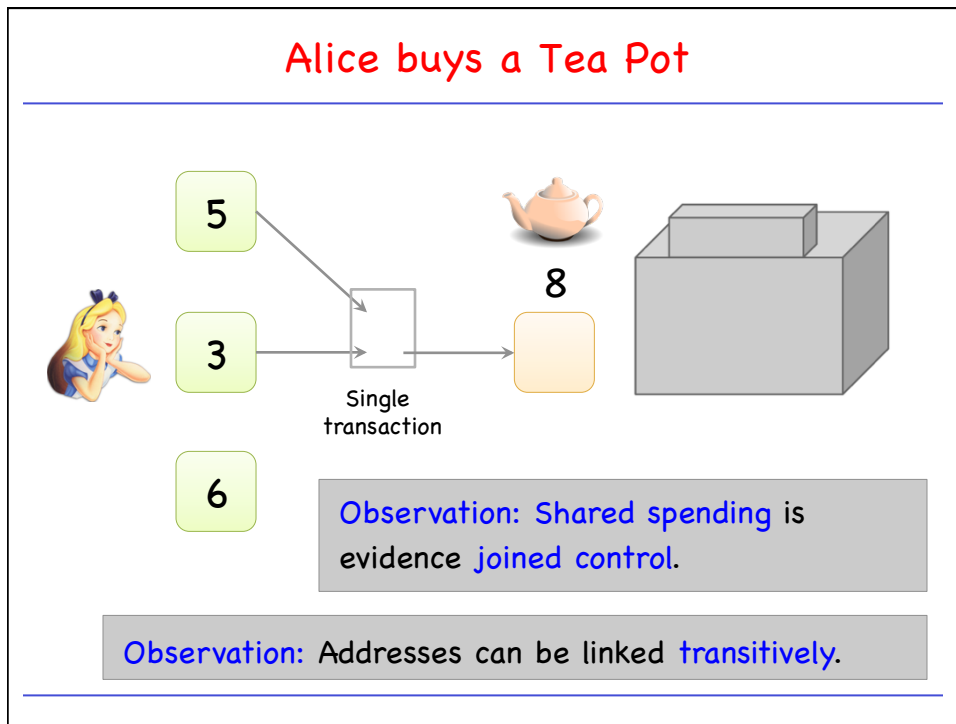 Alice buys a Tea Pot
5
8
3
Single
transaction
6
Observation: Shared spending is
evidence joined control.
Observation: Addresses can be linked transitively.